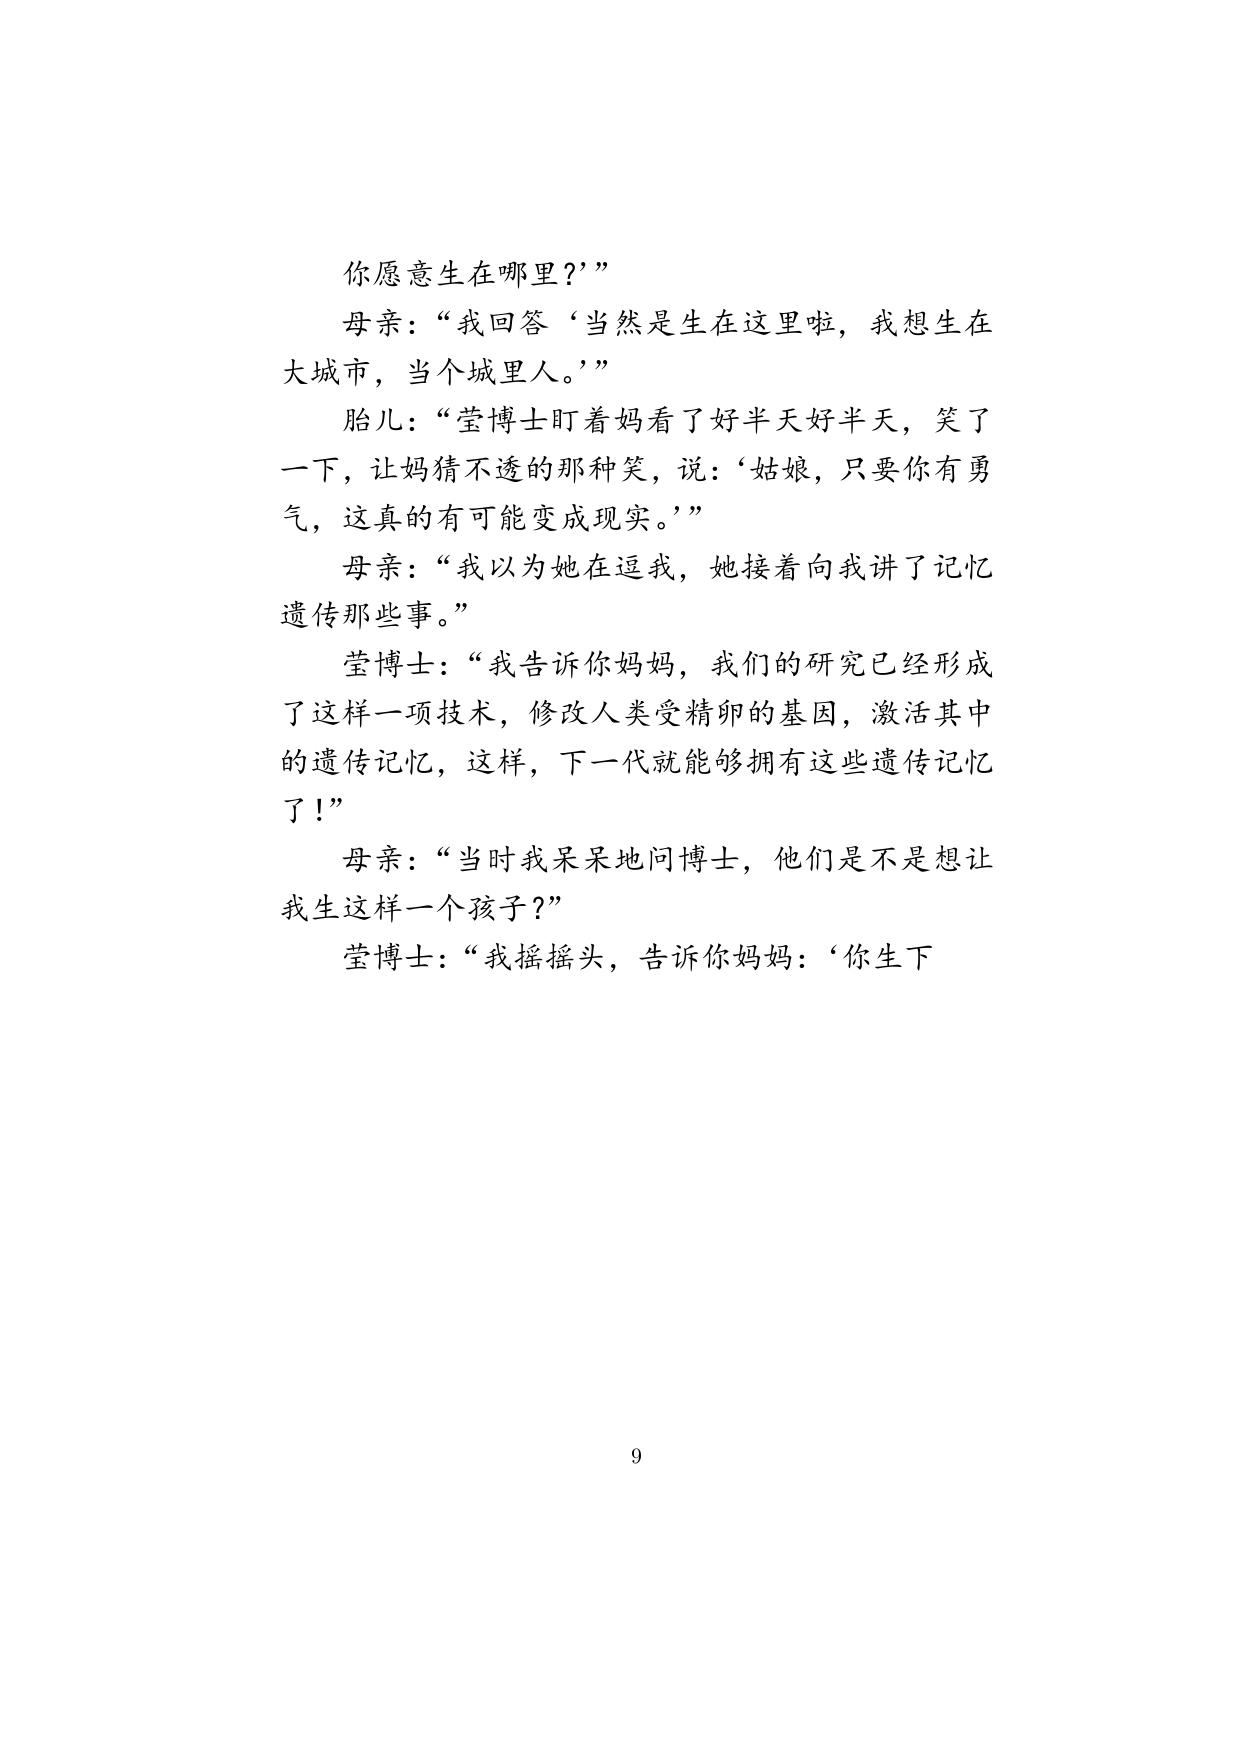 你愿意生在哪里?’”
母亲:“我回答‘当然是生在这里啦，我想生在
大城市，当个城里人。’”
胎儿:“莹博士盯着妈看了好半天好半天，笑了
一下，让妈猜不透的那种笑，说:‘姑娘，只要你有勇
气，这真的有可能变成现实。’”
母亲:“我以为她在逗我，她接着向我讲了记忆
遗传那些事。”
莹博士:“我告诉你妈妈，我们的研究已经形成
了这样一项技术，修改人类受精卵的基因，激活其中
的遗传记忆，这样，下一代就能够拥有这些遗传记忆
了!”
母亲:“当时我呆呆地问博士，他们是不是想让
我生这样一个孩子?”
莹博士:“我摇摇头，告诉你妈妈:‘你生下
9